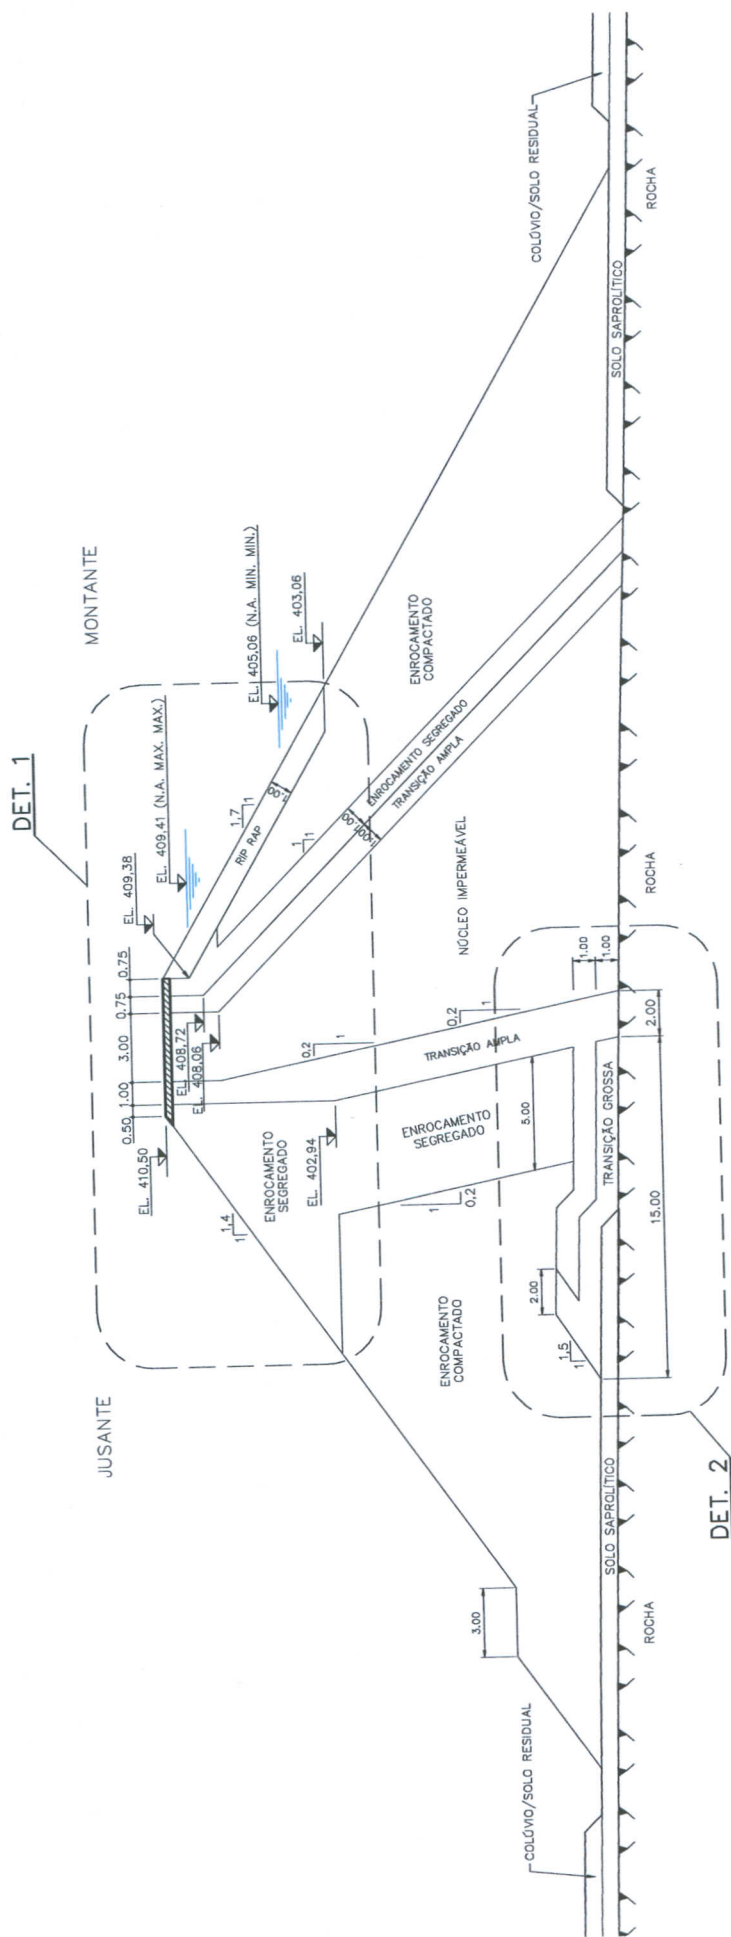 DET. 1
MONTANTE
JUSANTE
EL. 409,41 (N.A. MAX. MAX.)
EL. 405,06 (N.A. MIN. MIN.)
EL. 403,06
EL. 409,38
0.50
1.00
3.00
0.75
0.75
EL. 410,50
EL. 408,72
EL. 408,06
EL. 402,94
RIP RAP
1.00
1,7
1
1
1
1.00
1.00
ENROCAMENTO SEGREGADO
TRANSIÇÃO AMPLA
ENROCAMENTO
COMPACTADO
NÚCLEO IMPERMEÁVEL
0,2
1
0,2
1
TRANSIÇÃO AMPLA
ENROCAMENTO
SEGREGADO
1,4
1
ENROCAMENTO
SEGREGADO
5.00
1
0,2
ENROCAMENTO
COMPACTADO
3.00
2.00
1,5
1
1.00
1.00
TRANSIÇÃO GROSSA
2.00
15.00
COLÚVIO/SOLO RESIDUAL
COLÚVIO/SOLO RESIDUAL
SOLO SAPROLÍTICO
SOLO SAPROLÍTICO
ROCHA
ROCHA
ROCHA
DET. 2